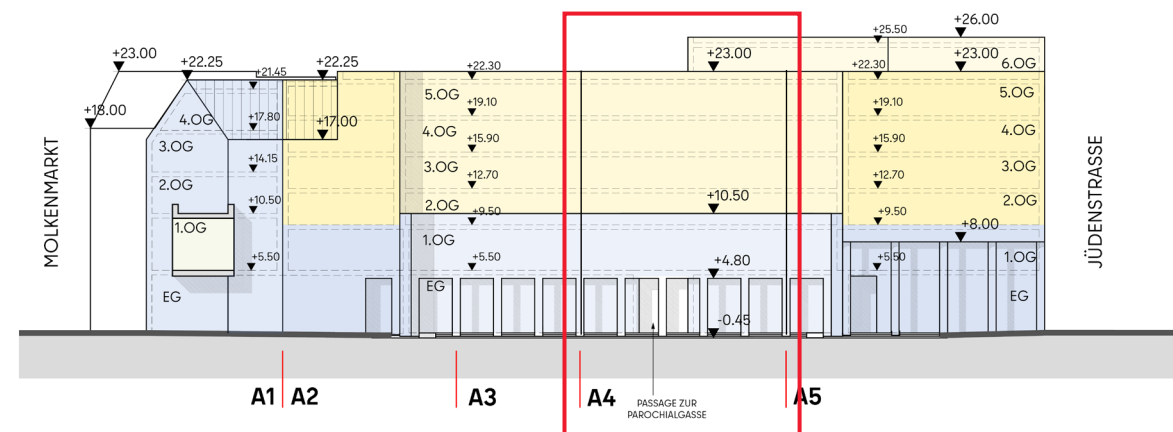 +26.00
+25.50
+23.00
+22.25
+22.25
+23.00
+23.00
6.OG
+21.45
+22.30
+22.30
5.OG
5.OG
+18.00
4.OG
+17.80
+17.00
+19.10
+19.10
4.OG
4.OG
3.OG
+15.90
+15.90
+14.15
3.OG
3.OG
2.OG
+12.70
+12.70
+10.50
2.OG
+9.50
+10.50
+9.50
2.OG
1.OG
1.OG
+8.00
1.OG
+5.50
+5.50
+4.80
+5.50
EG
EG
EG
-0.45
MOLKENMARKT
JÜDENSTRASSE
A1 A2 A3 A4 A5
PASSAGE ZUR
PAROCHIALGASSE